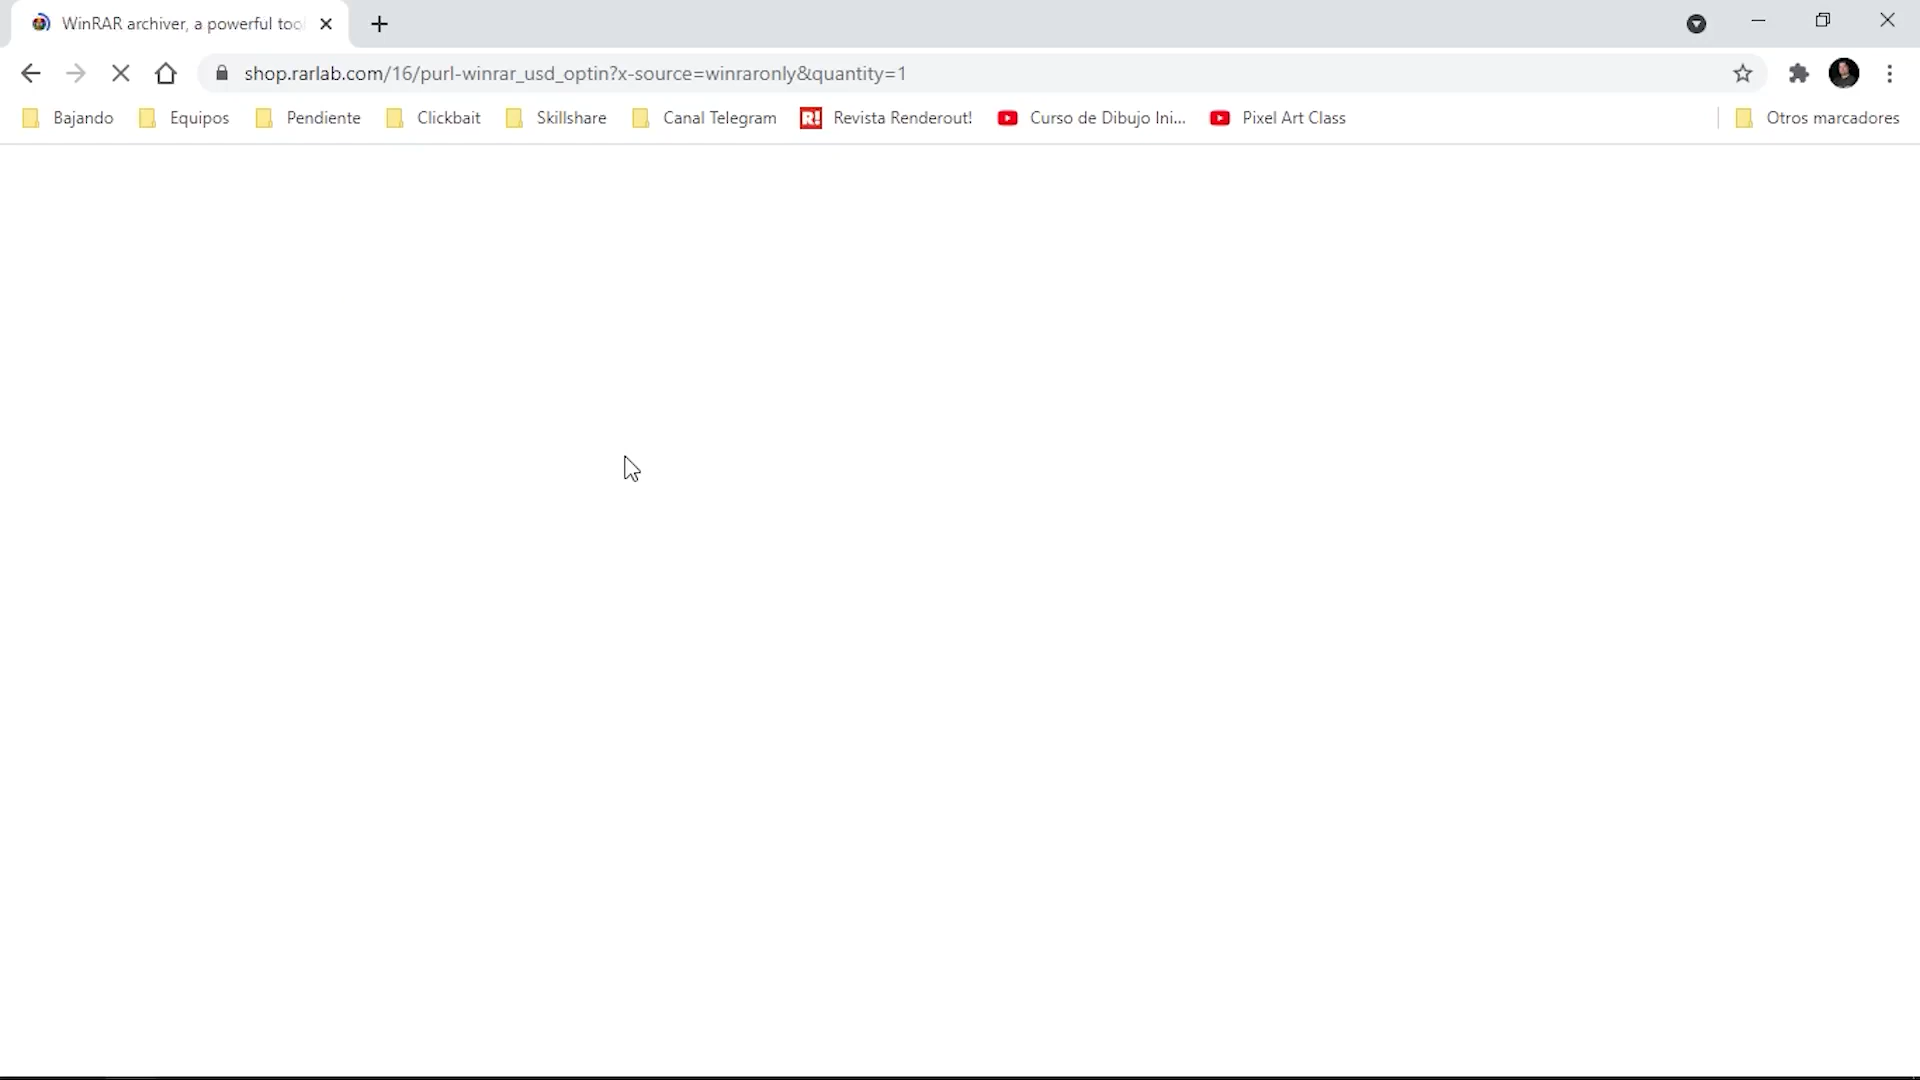 WinRAR archiver, a powerful too
shop.rarlab.com/16/purl-winrar_usd_optin?x-source=winraronly&quantity=1
Bajando Equipos Pendiente Clickbait Skillshare Canal Telegram R! Revista Renderout! Curso de Dibujo Ini... Pixel Art Class Otros marcadores